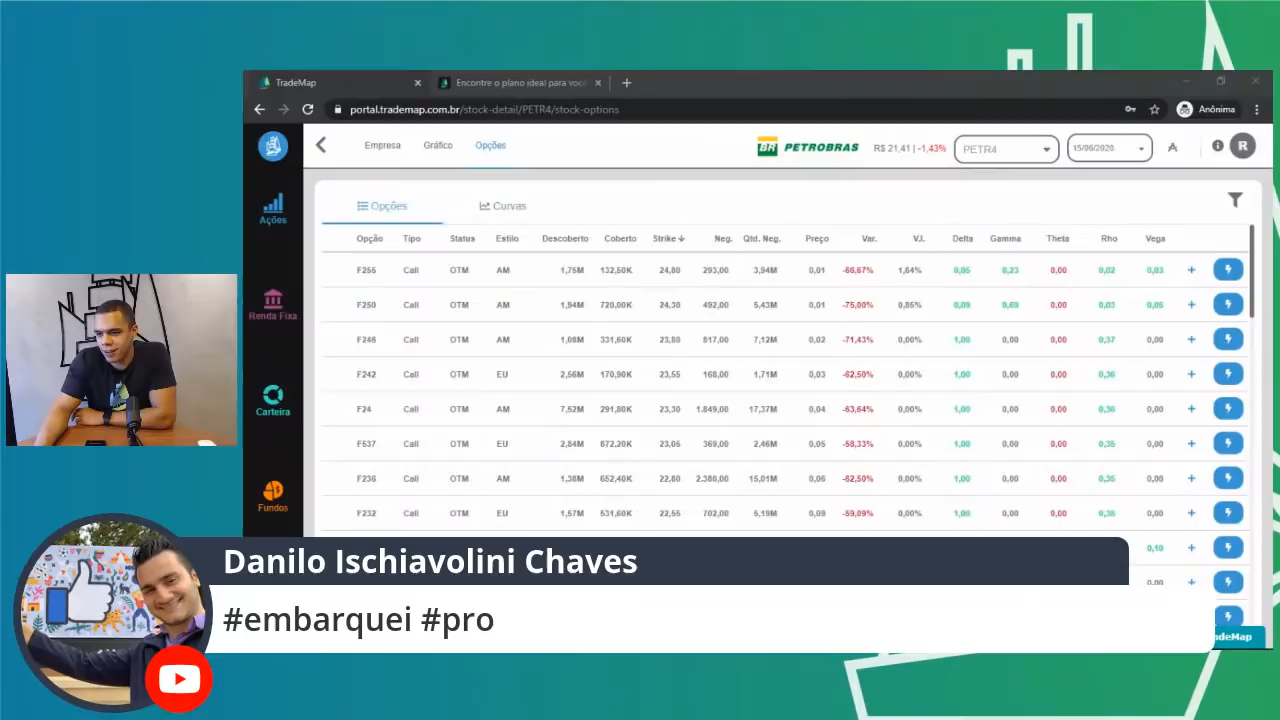 TradeMap
Encontre o plano ideal para você
portal.trademap.com.br/stock-detail/PETR4/stock-options
Anônima
Empresa Gráfico Opções
BR PETROBRAS R$ 21,41 | -1,43% PETR4 15/06/2020 R
Ações
Renda Fixa
Carteira
Fundos
Opções Curvas
Opção Tipo Status Estilo Descoberto Coberto Strike Neg. Qtd. Neg. Preço Var. V.I. Delta Gamma Theta Rho Vega
F255 Call OTM AM 1,75M 132,50K 24,80 293,00 3,94M 0,01 -66,67% 1,64% 0,05 0,23 0,00 0,02 0,03
F250 Call OTM AM 1,94M 720,00K 24,30 492,00 5,43M 0,01 -75,00% 0,85% 0,09 0,69 0,00 0,03 0,05
F246 Call OTM AM 1,08M 331,60K 23,80 817,00 7,12M 0,02 -71,43% 0,00% 1,00 0,00 0,00 0,37 0,00
F242 Call OTM EU 2,56M 170,90K 23,55 168,00 1,71M 0,03 -62,50% 0,00% 1,00 0,00 0,00 0,36 0,00
F24 Call OTM AM 7,52M 291,80K 23,30 1.849,00 17,37M 0,04 -63,64% 0,00% 1,00 0,00 0,00 0,36 0,00
F537 Call OTM EU 2,84M 872,20K 23,05 369,00 2,46M 0,05 -58,33% 0,00% 1,00 0,00 0,00 0,35 0,00
F236 Call OTM AM 1,38M 652,40K 22,80 2.380,00 15,01M 0,06 -62,50% 0,00% 1,00 0,00 0,00 0,35 0,00
F232 Call OTM EU 1,57M 531,60K 22,55 702,00 5,19M 0,09 -59,09% 0,00% 1,00 0,00 0,00 0,35 0,00
0,10
0,00
Danilo Ischiavolini Chaves
#embarquei #pro
deMap